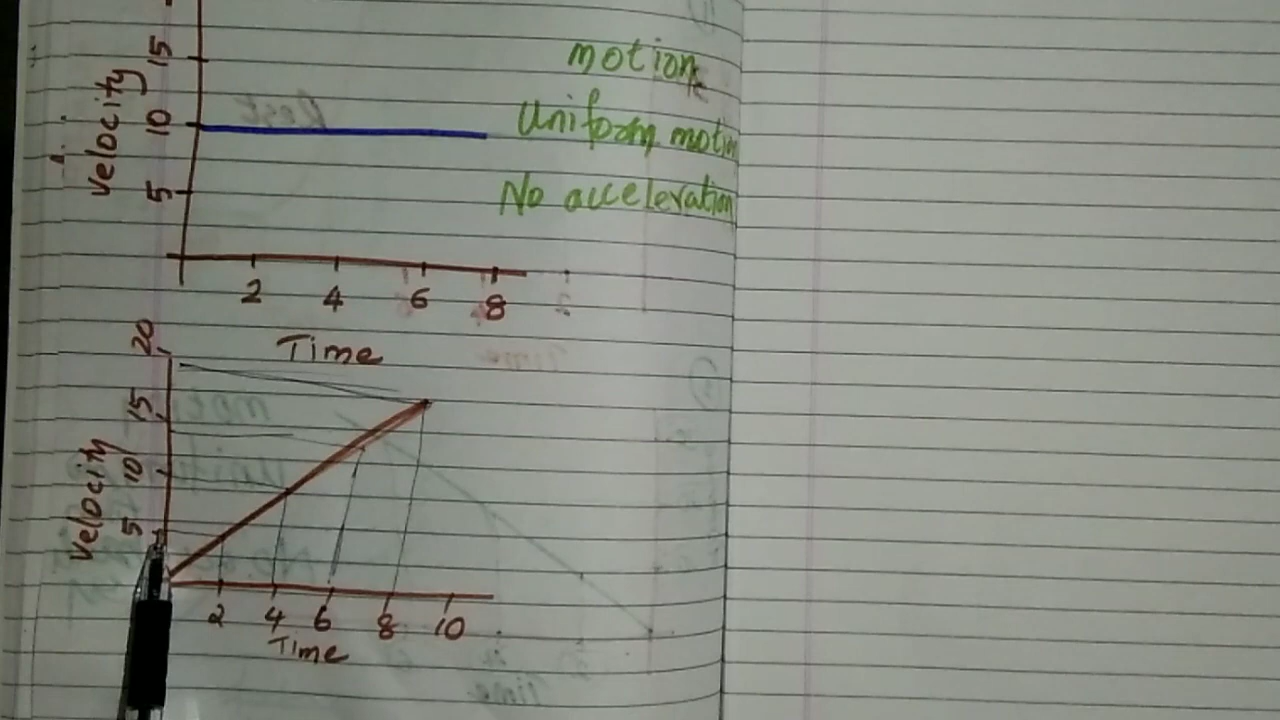 motion
Uniform motion
No acceleration
15
10
5
Velocity
2 4 6 8
Time
20
15
10
5
Velocity
2 4 6 8 10
Time